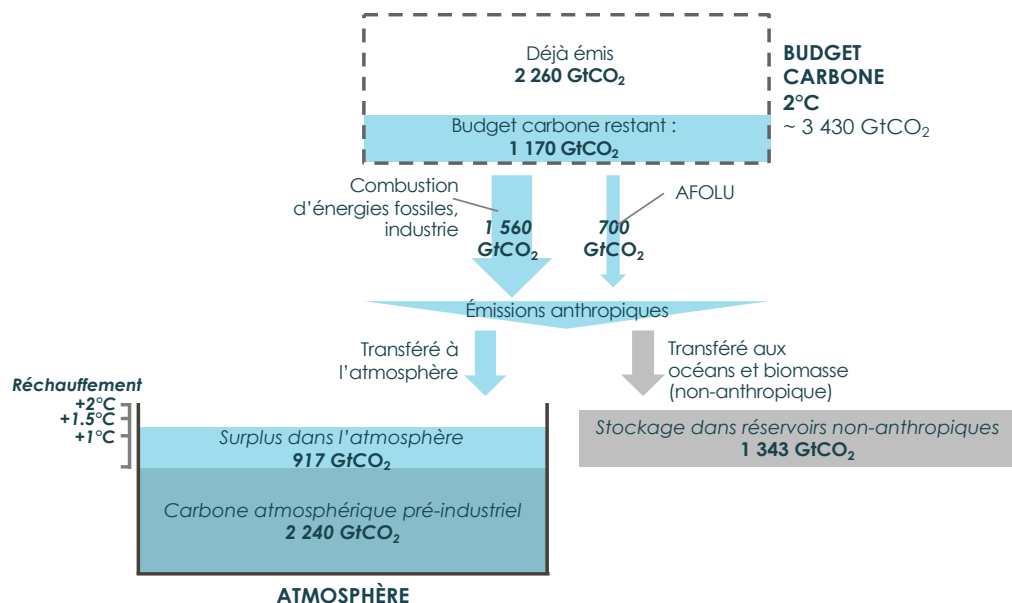 Déjà émis
2 260 GtCO₂
BUDGET
CARBONE
2°C
~ 3 430 GtCO₂
Budget carbone restant :
1 170 GtCO₂
Combustion
d’énergies fossiles,
industrie
1 560
GtCO₂
700
GtCO₂
AFOLU
Émissions anthropiques
Transféré à
l’atmosphère
Transféré aux
océans et biomasse
(non-anthropique)
Réchauffement
+2°C
+1.5°C
+1°C
Surplus dans l’atmosphère
917 GtCO₂
Stockage dans réservoirs non-anthropiques
1 343 GtCO₂
Carbone atmosphérique pré-industriel
2 240 GtCO₂
ATMOSPHÈRE